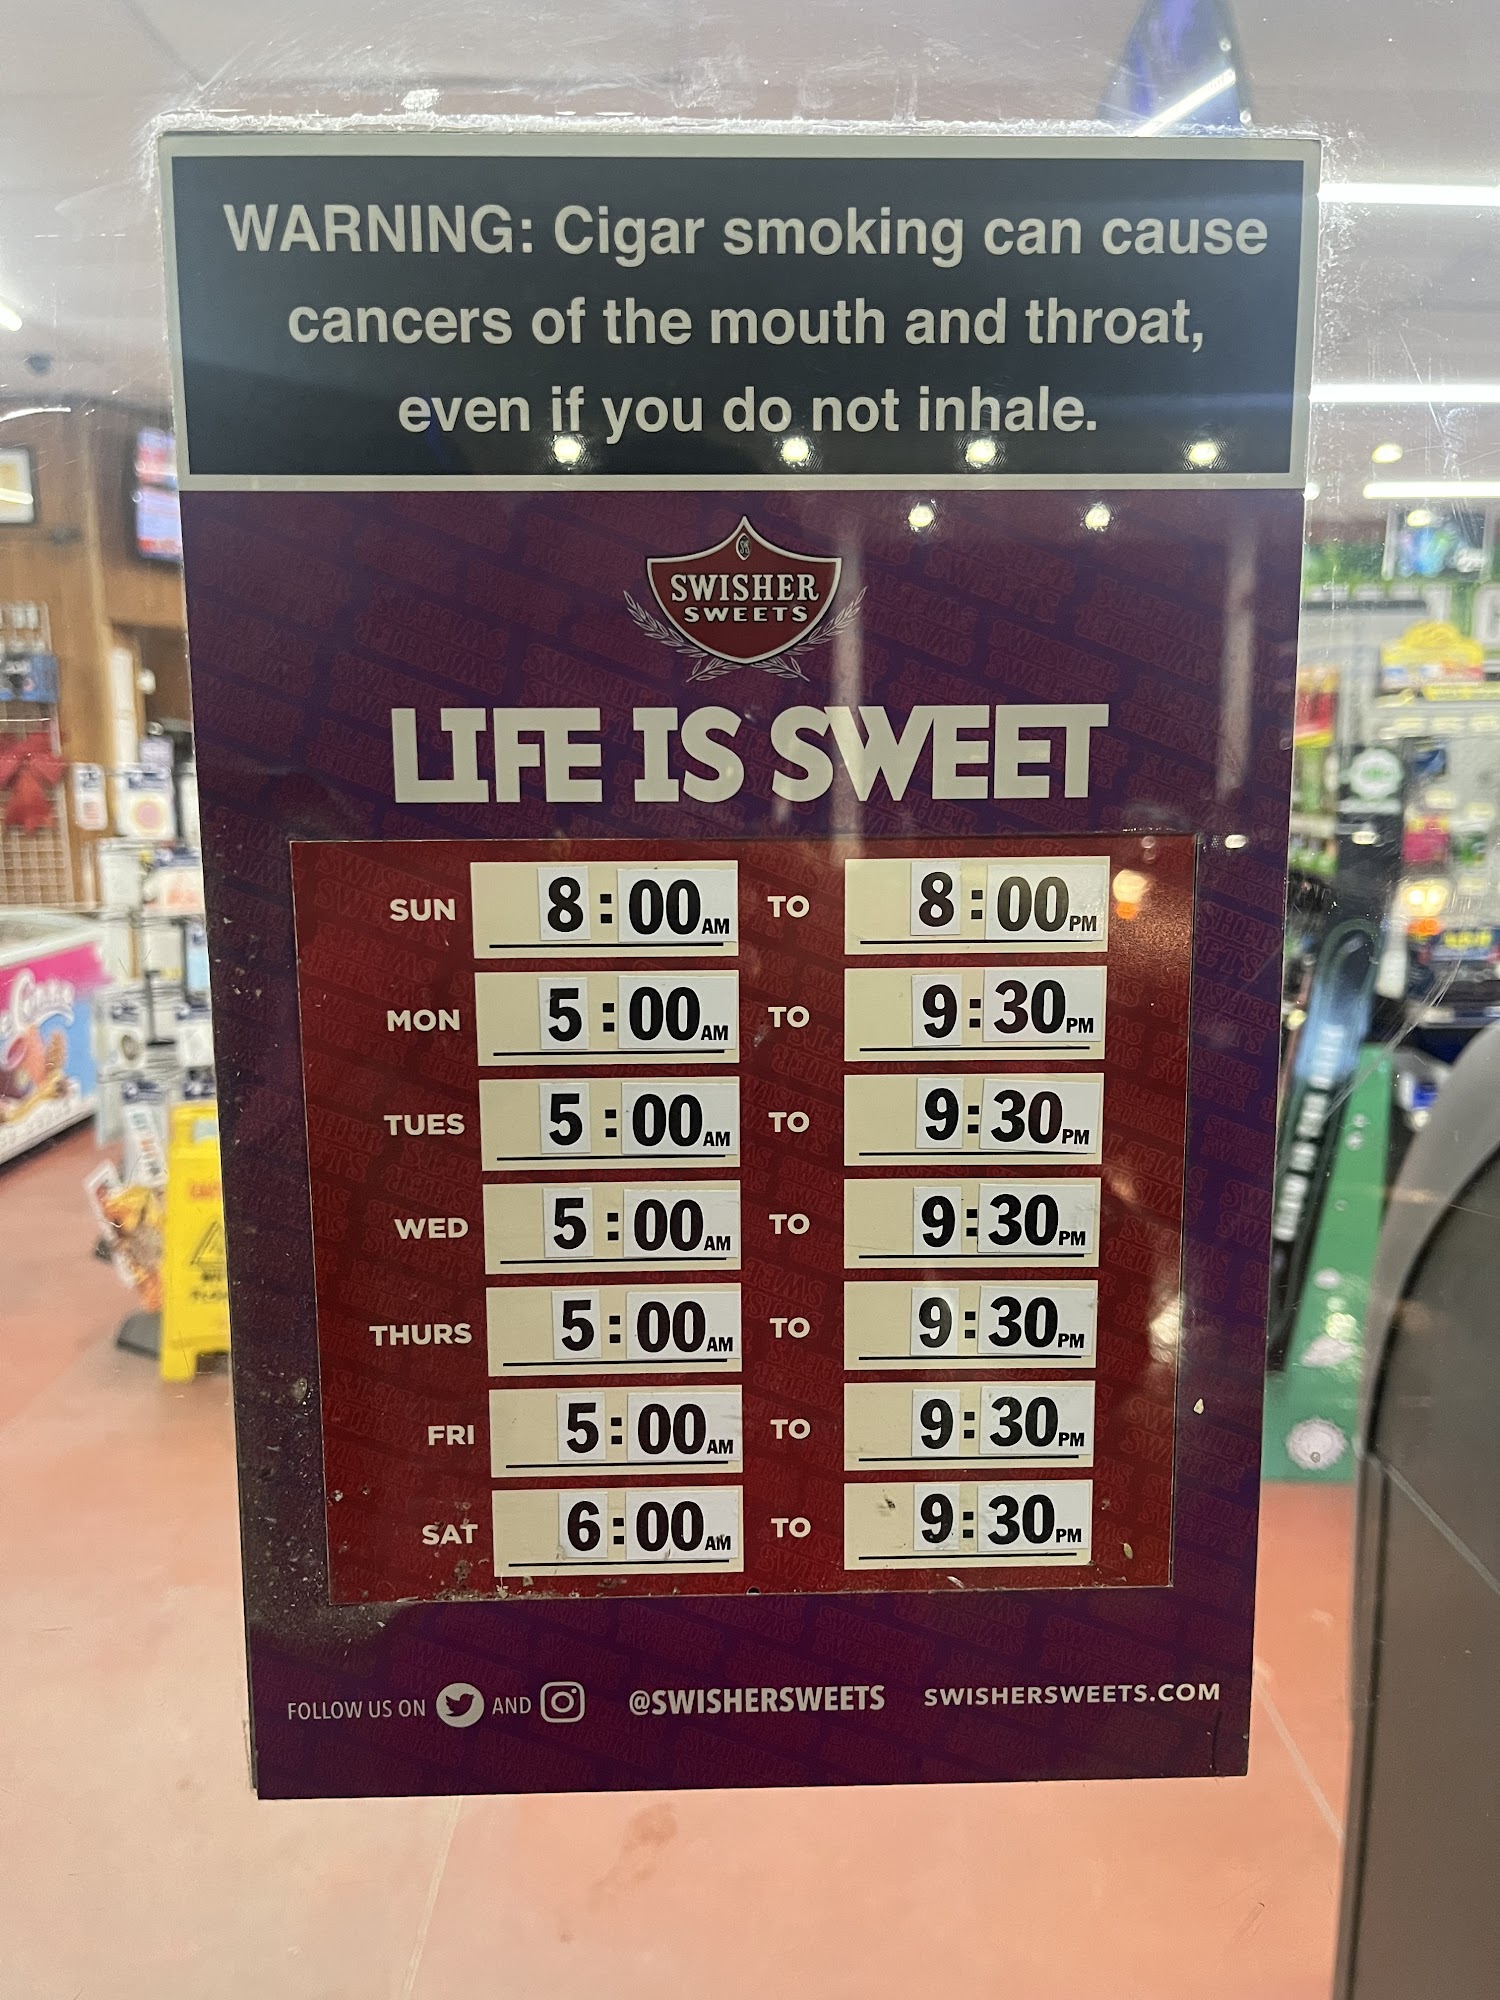 WARNING: Cigar smoking can cause
cancers of the mouth and throat,
even if you do not inhale.
SWISHER
SWEETS
LIFE IS SWEET
SUN 8:00AM TO 8:00PM
MON 5:00AM TO 9:30PM
TUES 5:00AM TO 9:30PM
WED 5:00AM TO 9:30PM
THURS 5:00AM TO 9:30PM
FRI 5:00AM TO 9:30PM
SAT 6:00AM TO 9:30PM
FOLLOW US ON AND @SWISHERSWEETS SWISHERSWEETS.COM